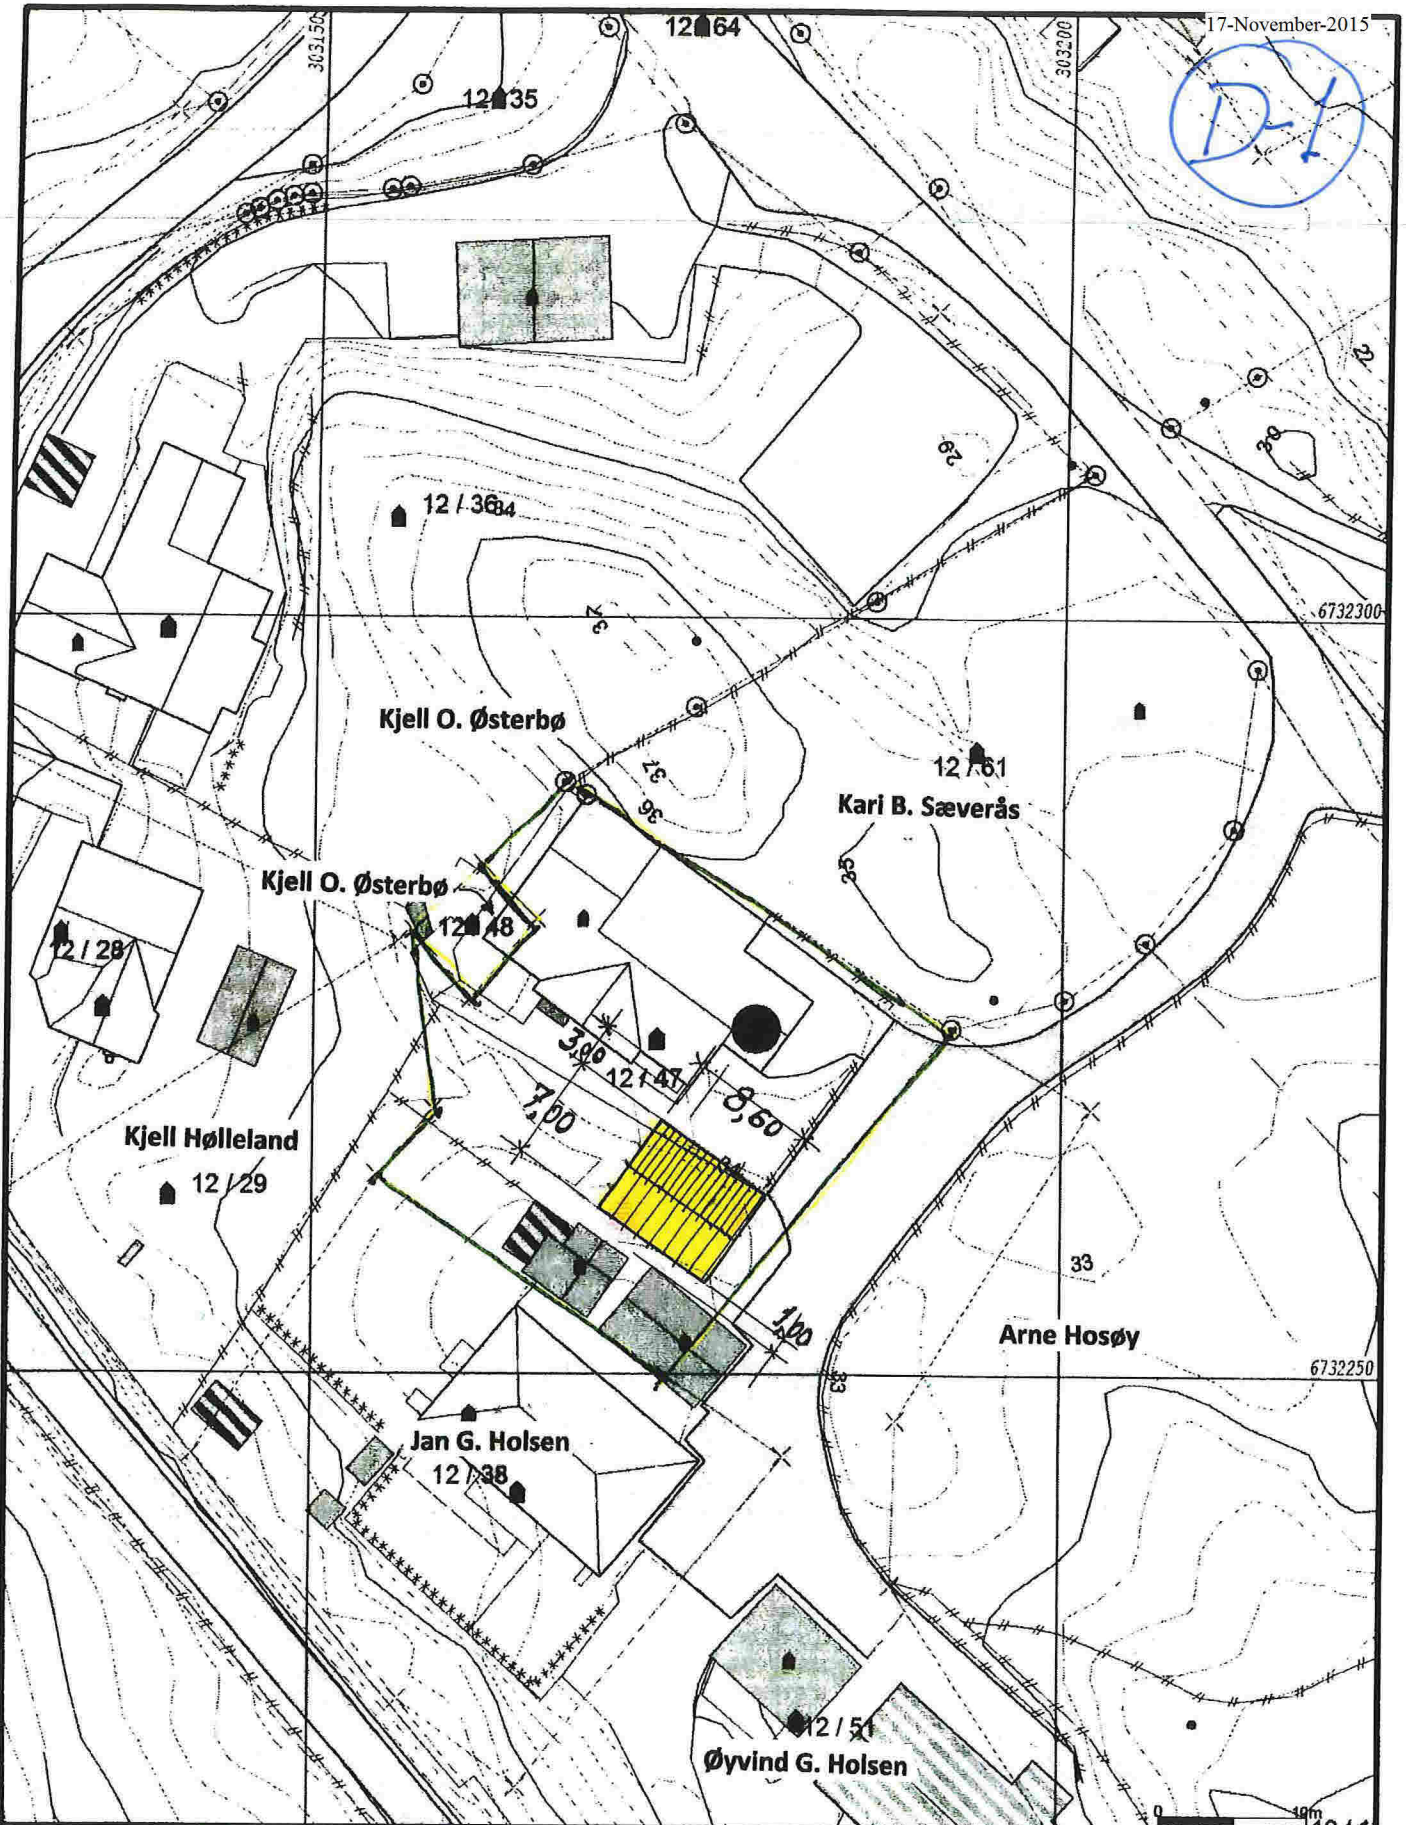 17-November-2015
D-1
303150
303200
12/64
12/35
22
30
29
12 / 36
34
6732300
37
Kjell O. Østerbø
12 / 61
37
36
Kari B. Sæverås
35
Kjell O. Østerbø
12/48
12 / 28
3,00
12 / 47
8,60
7,00
Kjell Hølleland
34
12 / 29
33
1,00
Arne Hosøy
6732250
33
Jan G. Holsen
12 / 38
12 / 51
Øyvind G. Holsen
0 10m